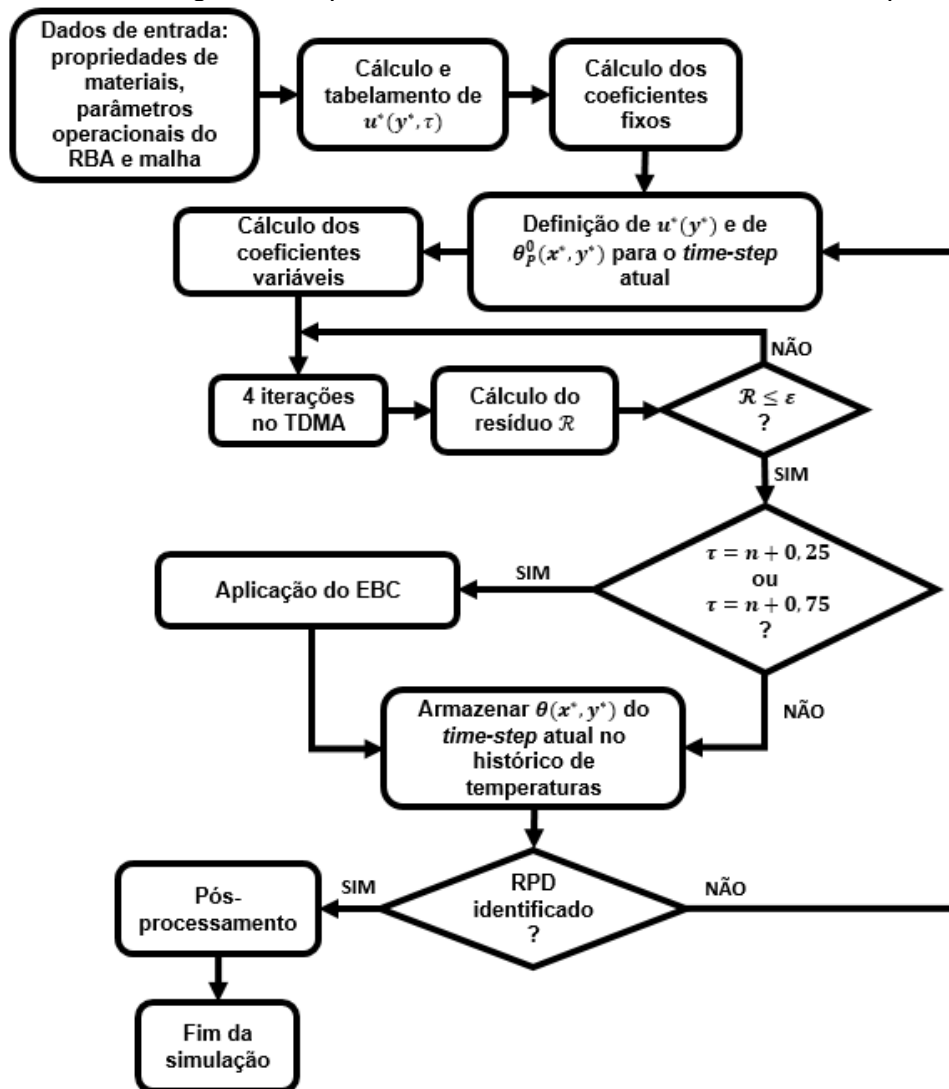 Dados de entrada:
propriedades de
materiais,
parâmetros
operacionais do
RBA e malha
Cálculo e
tabelamento de
u*(y*, τ)
Cálculo dos
coeficientes
fixos
Definição de u*(y*) e de
θ_P^0(x*, y*) para o time-step
atual
Cálculo dos
coeficientes
variáveis
4 iterações
no TDMA
Cálculo do
resíduo ℛ
ℛ ≤ ε
?
NÃO
SIM
τ = n + 0, 25
ou
τ = n + 0, 75
?
SIM
NÃO
Aplicação do EBC
Armazenar θ(x*, y*) do
time-step atual no
histórico de
temperaturas
RPD
identificado
?
SIM
NÃO
Pós-
processamento
Fim da
simulação